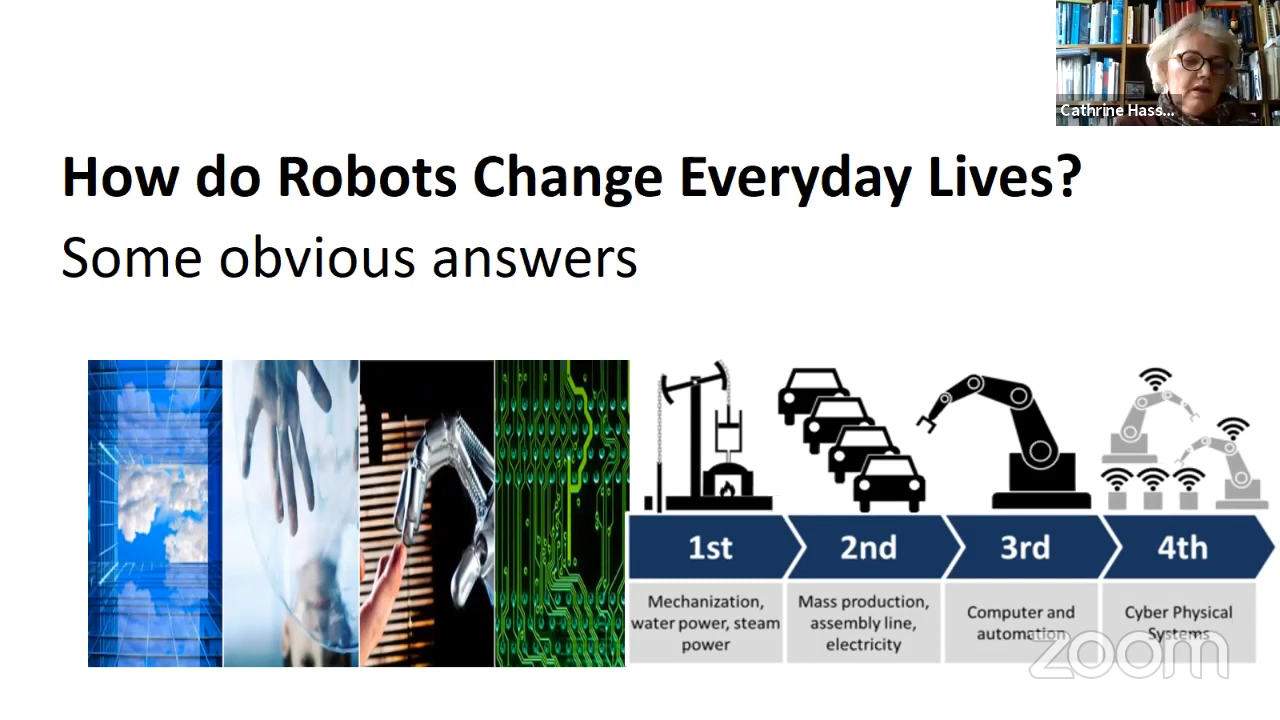 Cathrine Hass...
How do Robots Change Everyday Lives?
Some obvious answers
1st
2nd
3rd
4th
Mechanization,
water power, steam
power
Mass production,
assembly line,
electricity
Computer and
automation
Cyber Physical
Systems
zoom